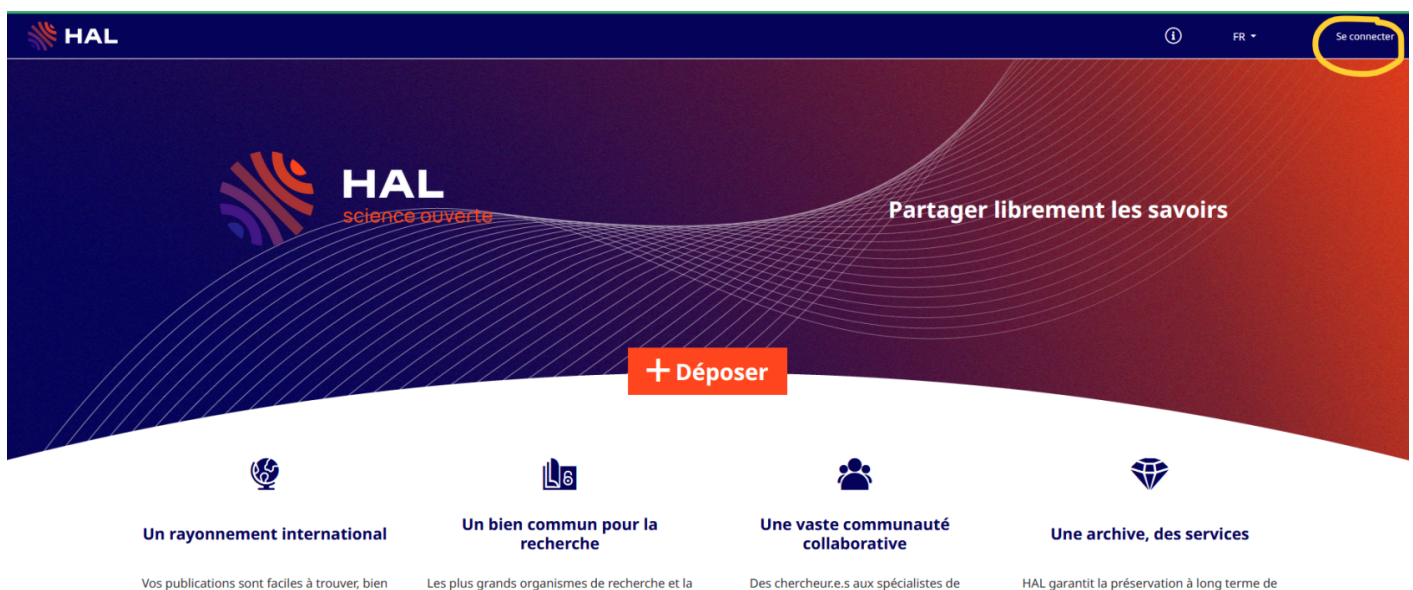 HAL
FR
Se connecter
HAL
science ouverte
Partager librement les savoirs
+ Déposer
Un rayonnement international
Vos publications sont faciles à trouver, bien
Un bien commun pour la
recherche
Les plus grands organismes de recherche et la
Une vaste communauté
collaborative
Des chercheur.e.s aux spécialistes de
Une archive, des services
HAL garantit la préservation à long terme de